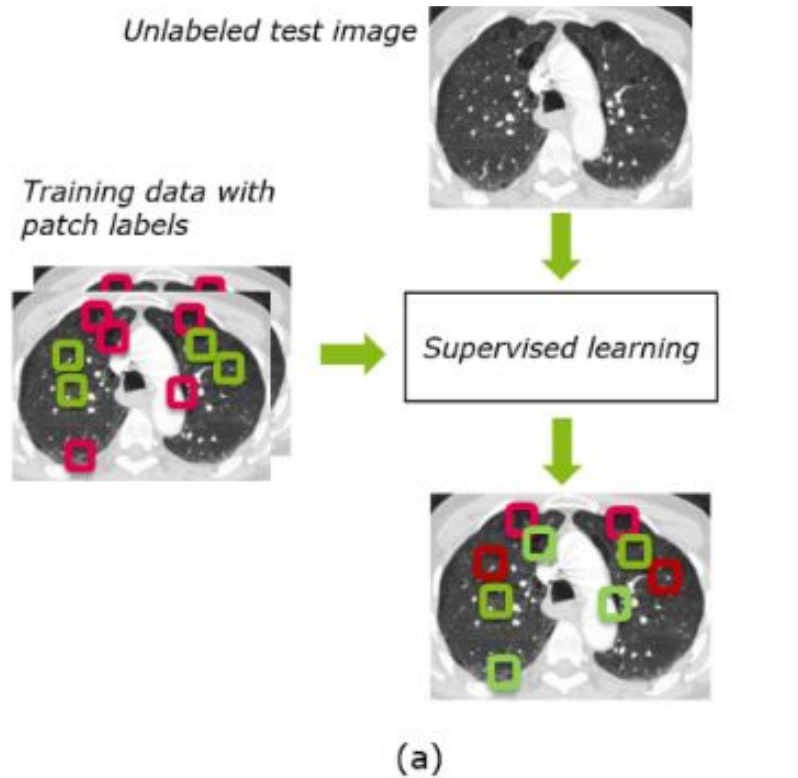 Unlabeled test image
Training data with
patch labels
Supervised learning
(a)